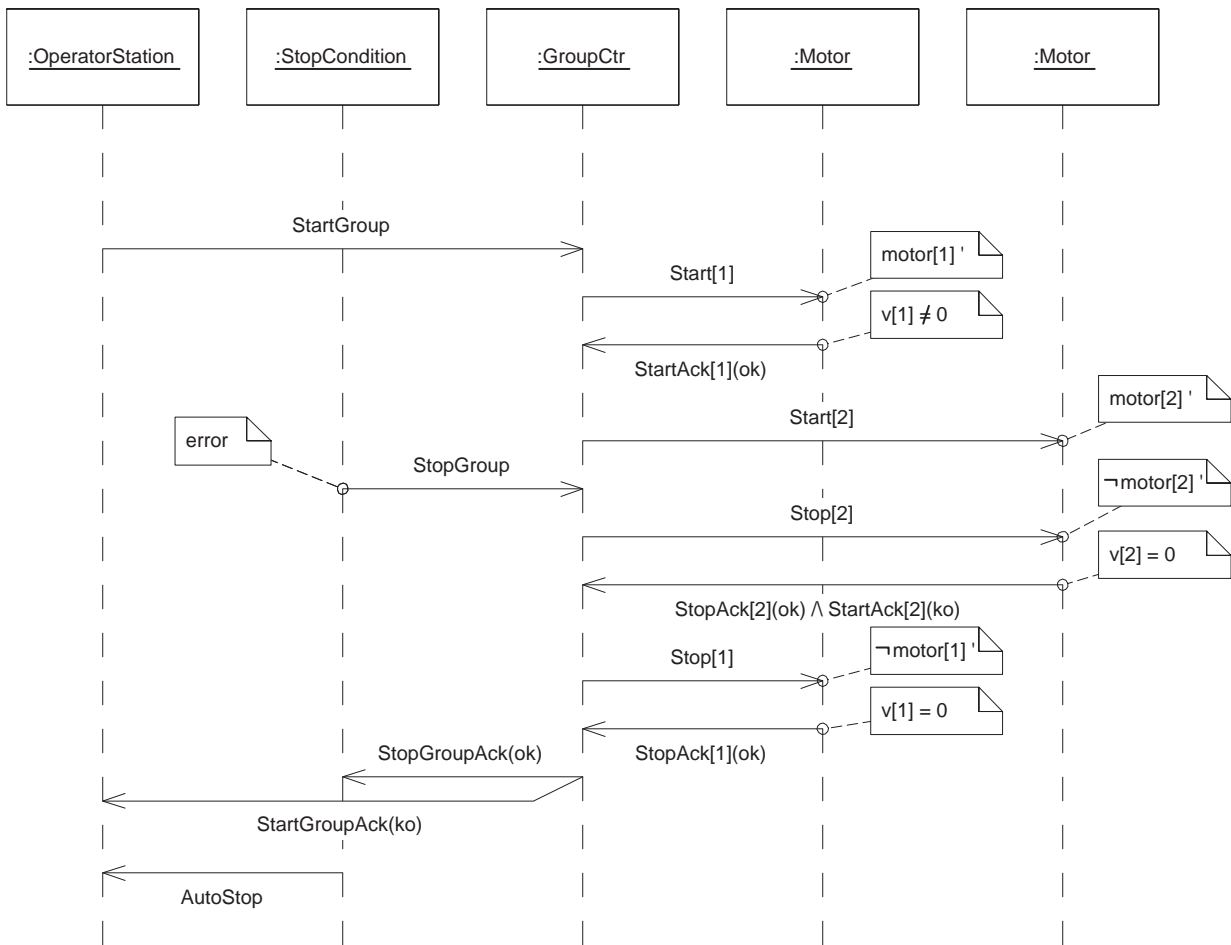 :OperatorStation
:StopCondition
:GroupCtr
:Motor
:Motor
StartGroup
motor[1] '
Start[1]
v[1] ≠ 0
StartAck[1](ok)
motor[2] '
Start[2]
error
StopGroup
¬motor[2] '
Stop[2]
v[2] = 0
StopAck[2](ok) /\ StartAck[2](ko)
¬motor[1] '
Stop[1]
v[1] = 0
StopAck[1](ok)
StopGroupAck(ok)
StartGroupAck(ko)
AutoStop